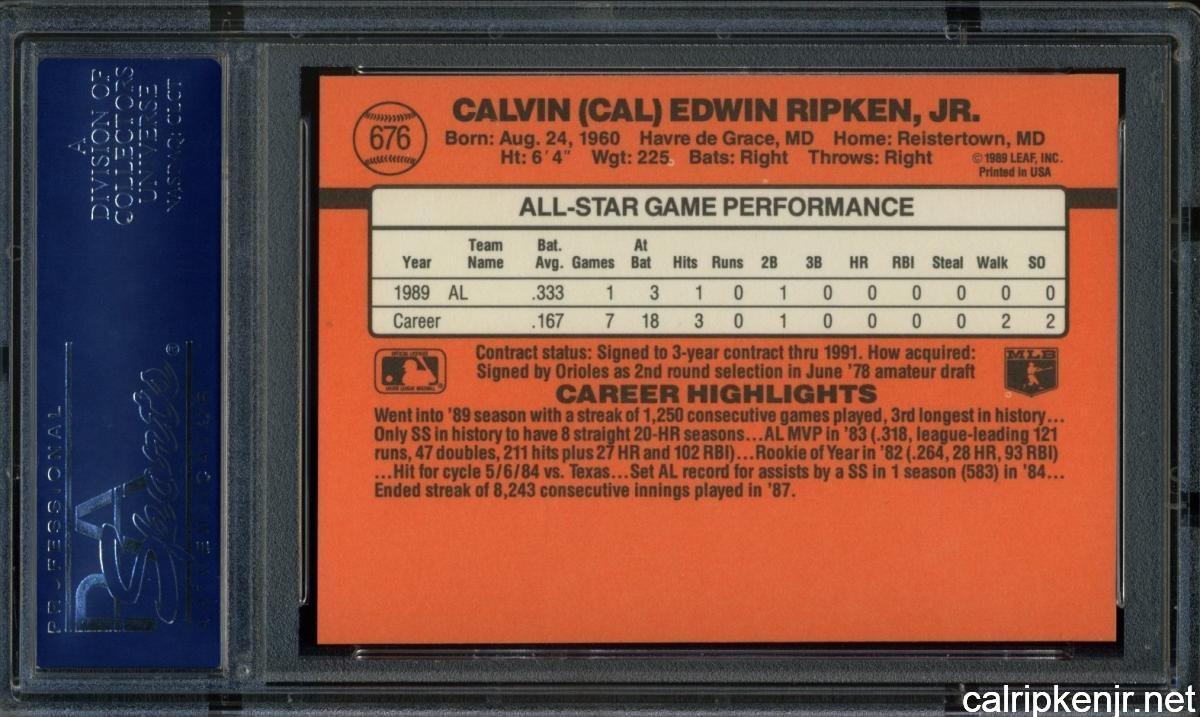 A
DIVISION OF
COLLECTORS
UNIVERSE
NASDAQ: CLCT
PROFESSIONAL
PSA
Sports
®
676
CALVIN (CAL) EDWIN RIPKEN, JR.
Born: Aug. 24, 1960 Havre de Grace, MD Home: Reistertown, MD
Ht: 6'4" Wgt: 225 Bats: Right Throws: Right
© 1989 LEAF, INC.
Printed in USA
ALL-STAR GAME PERFORMANCE
Year Team Name Bat. Avg. Games At Bat Hits Runs 2B 3B HR RBI Steal Walk SO
1989 AL .333 1 3 1 0 1 0 0 0 0 0 0
Career .167 7 18 3 0 1 0 0 0 0 2 2
Contract status: Signed to 3-year contract thru 1991. How acquired:
Signed by Orioles as 2nd round selection in June '78 amateur draft
MLB
CAREER HIGHLIGHTS
Went into '89 season with a streak of 1,250 consecutive games played, 3rd longest in history...
Only SS in history to have 8 straight 20-HR seasons...AL MVP in '83 (.318, league-leading 121
runs, 47 doubles, 211 hits plus 27 HR and 102 RBI)...Rookie of Year in '82 (.264, 28 HR, 93 RBI)
...Hit for cycle 5/6/84 vs. Texas...Set AL record for assists by a SS in 1 season (583) in '84...
Ended streak of 8,243 consecutive innings played in '87.
calripkenjr.net